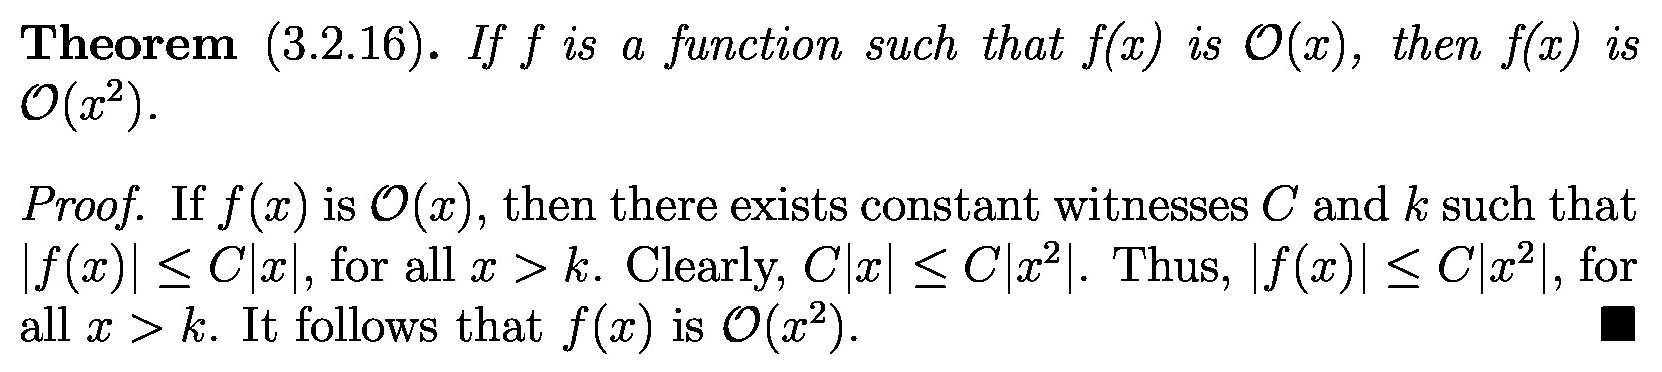 Theorem (3.2.16). If f is a function such that f(x) is 𝒪(x), then f(x) is
𝒪(x²).
Proof. If f(x) is 𝒪(x), then there exists constant witnesses C and k such that
|f(x)| ≤ C|x|, for all x > k. Clearly, C|x| ≤ C|x²|. Thus, |f(x)| ≤ C|x²|, for
all x > k. It follows that f(x) is 𝒪(x²). ■